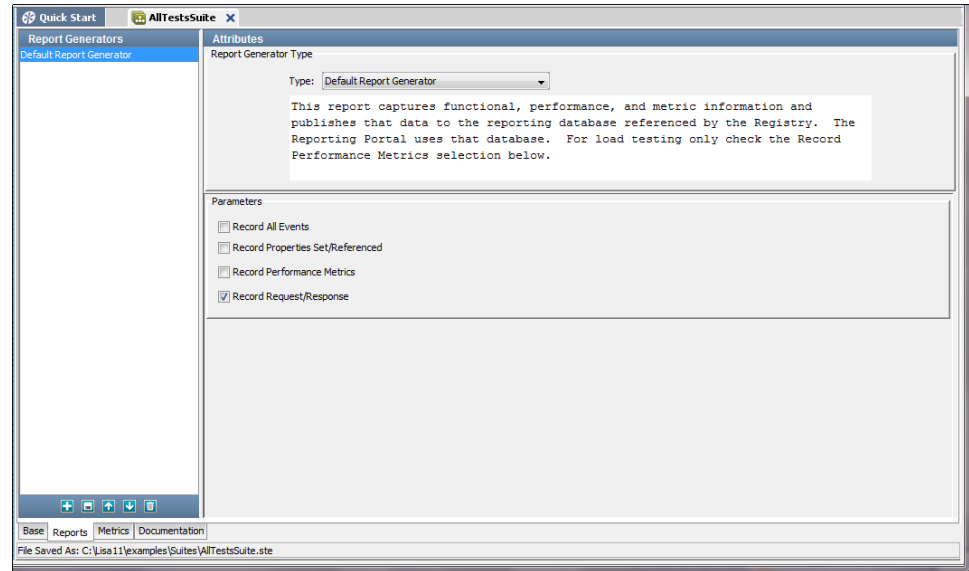 Quick Start
AllTestsSuite X
Report Generators
Default Report Generator
Attributes
Report Generator Type
Type: Default Report Generator
This report captures functional, performance, and metric information and
publishes that data to the reporting database referenced by the Registry. The
Reporting Portal uses that database. For load testing only check the Record
Performance Metrics selection below.
Parameters
Record All Events
Record Properties Set/Referenced
Record Performance Metrics
Record Request/Response
Base Reports Metrics Documentation
File Saved As: C:\Lisa11\examples\Suites\AllTestsSuite.ste